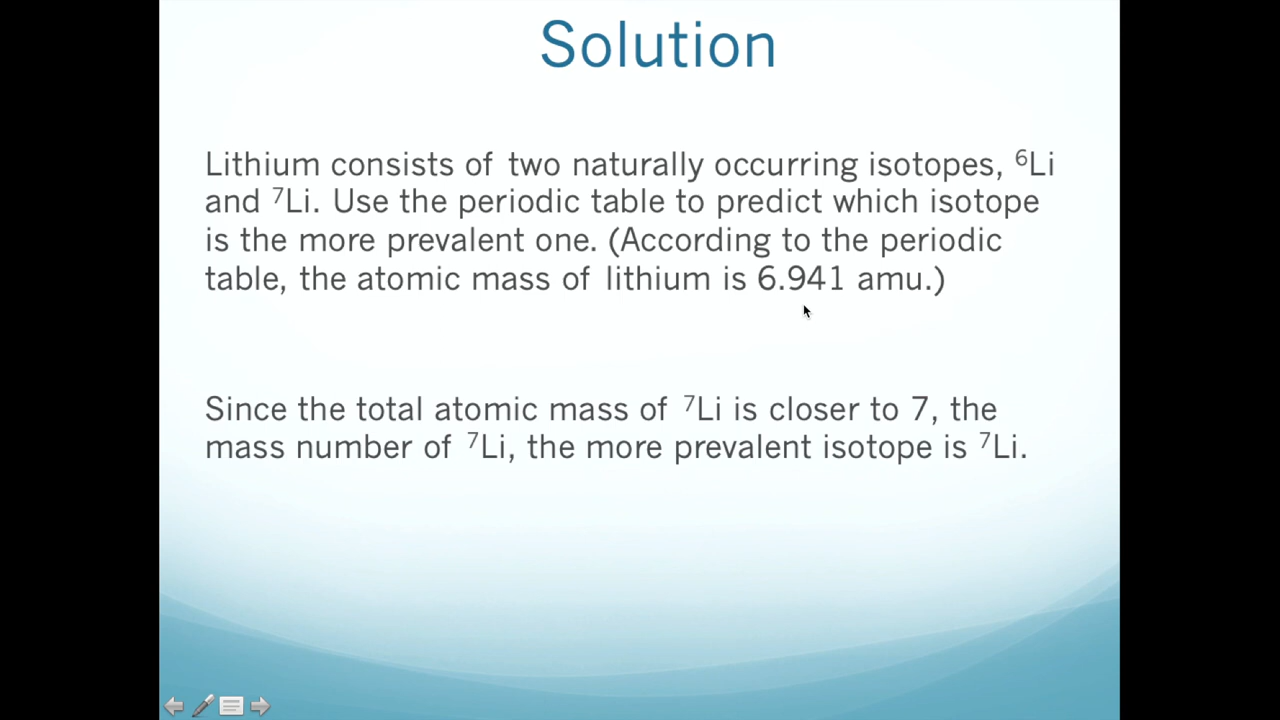 Solution
Lithium consists of two naturally occurring isotopes, ⁶Li
and ⁷Li. Use the periodic table to predict which isotope
is the more prevalent one. (According to the periodic
table, the atomic mass of lithium is 6.941 amu.)
Since the total atomic mass of ⁷Li is closer to 7, the
mass number of ⁷Li, the more prevalent isotope is ⁷Li.